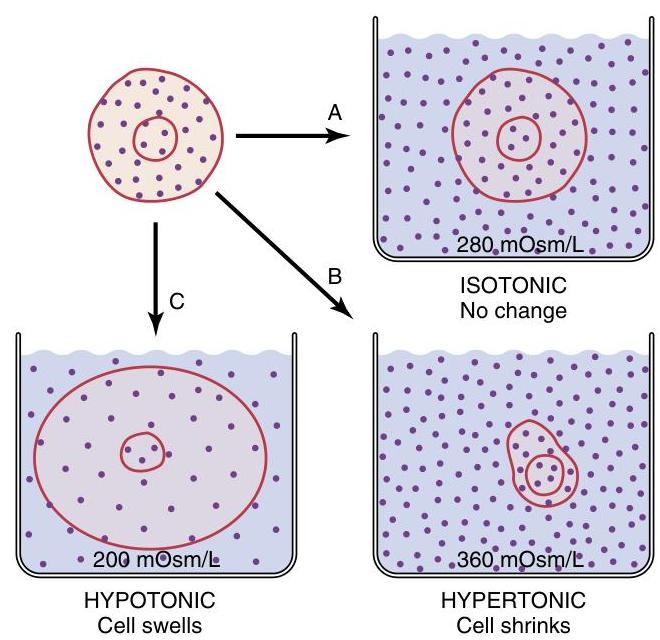 A
280 mOsm/L
ISOTONIC
No change
B
C
200 mOsm/L
HYPOTONIC
Cell swells
360 mOsm/L
HYPERTONIC
Cell shrinks